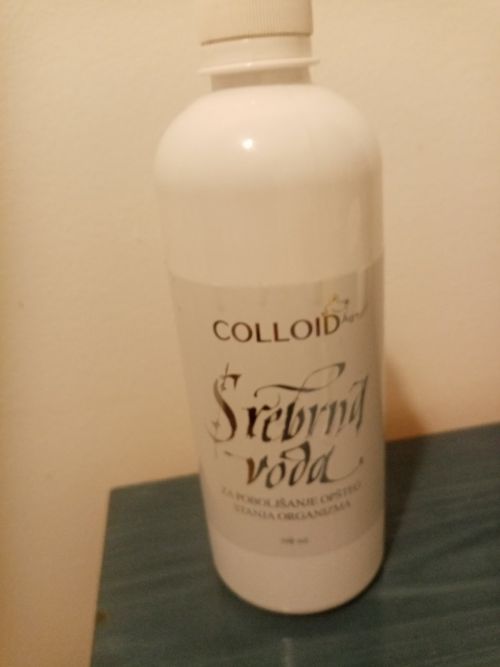 COLLOID
Srebrna
voda
ZA POBOLJŠANJE OPŠTEG
STANJA ORGANIZMA